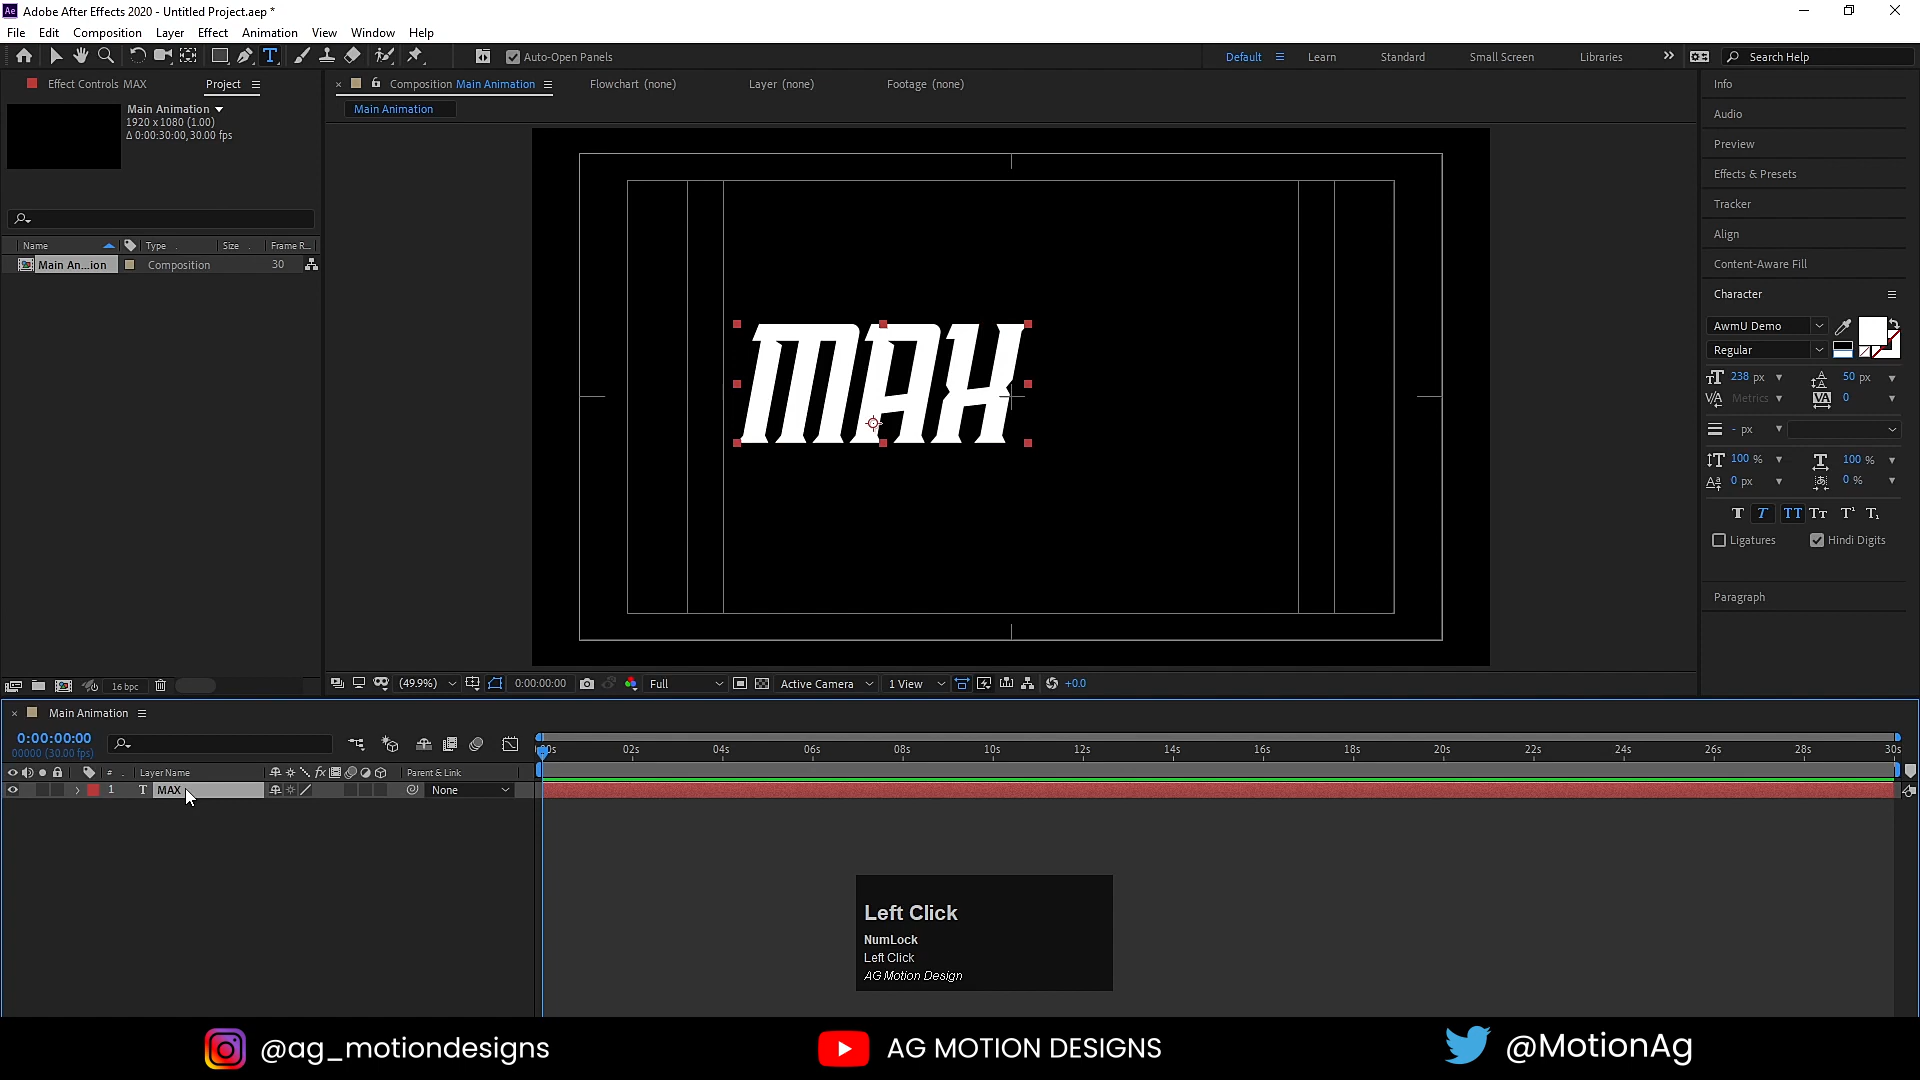 Ae Adobe After Effects 2020 - Untitled Project.aep *
File Edit Composition Layer Effect Animation View Window Help
Auto-Open Panels
Default Learn Standard Small Screen Libraries Search Help
Effect Controls MAX Project
Composition Main Animation Flowchart (none) Layer (none) Footage (none)
Main Animation
Main Animation
1920 x 1080 (1.00)
Δ 0:00:30:00, 30.00 fps
Name Type Size Frame R...
Main An...ion Composition 30
MAX
Info
Audio
Preview
Effects & Presets
Tracker
Align
Content-Aware Fill
Character
AwmU Demo
Regular
238 px 50 px
Metrics 0
- px
100 % 100 %
0 px 0 %
T T TT Tт T¹ T₁
Ligatures Hindi Digits
Paragraph
16 bpc
(49.9%) 0:00:00:00 Full Active Camera 1 View +0.0
Main Animation
0:00:00:00
00000 (30.00 fps)
:00s 02s 04s 06s 08s 10s 12s 14s 16s 18s 20s 22s 24s 26s 28s 30s
# Layer Name fx Parent & Link
1 T MAX None
Left Click
NumLock
Left Click
AG Motion Design
@ag_motiondesigns AG MOTION DESIGNS @MotionAg